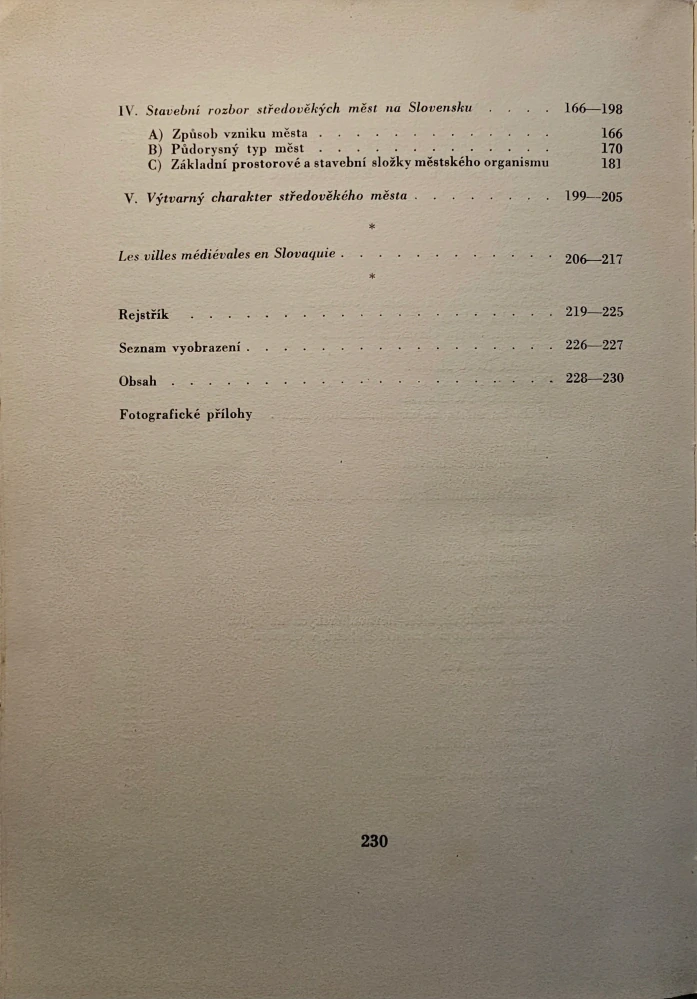 IV. Stavební rozbor středověkých měst na Slovensku . . . . 166—198
A) Způsob vzniku města . . . . . . . . . . . . . 166
B) Půdorysný typ měst . . . . . . . . . . . . . 170
C) Základní prostorové a stavební složky městského organismu 181
V. Výtvarný charakter středověkého města . . . . . . . . 199—205
*
Les villes médiévales en Slovaquie . . . . . . . . . . . . 206—217
*
Rejstřík . . . . . . . . . . . . . . . . . . . . 219—225
Seznam vyobrazení . . . . . . . . . . . . . . . . . 226—227
Obsah . . . . . . . . . . . . . . . . . . . . . 228—230
Fotografické přílohy
230